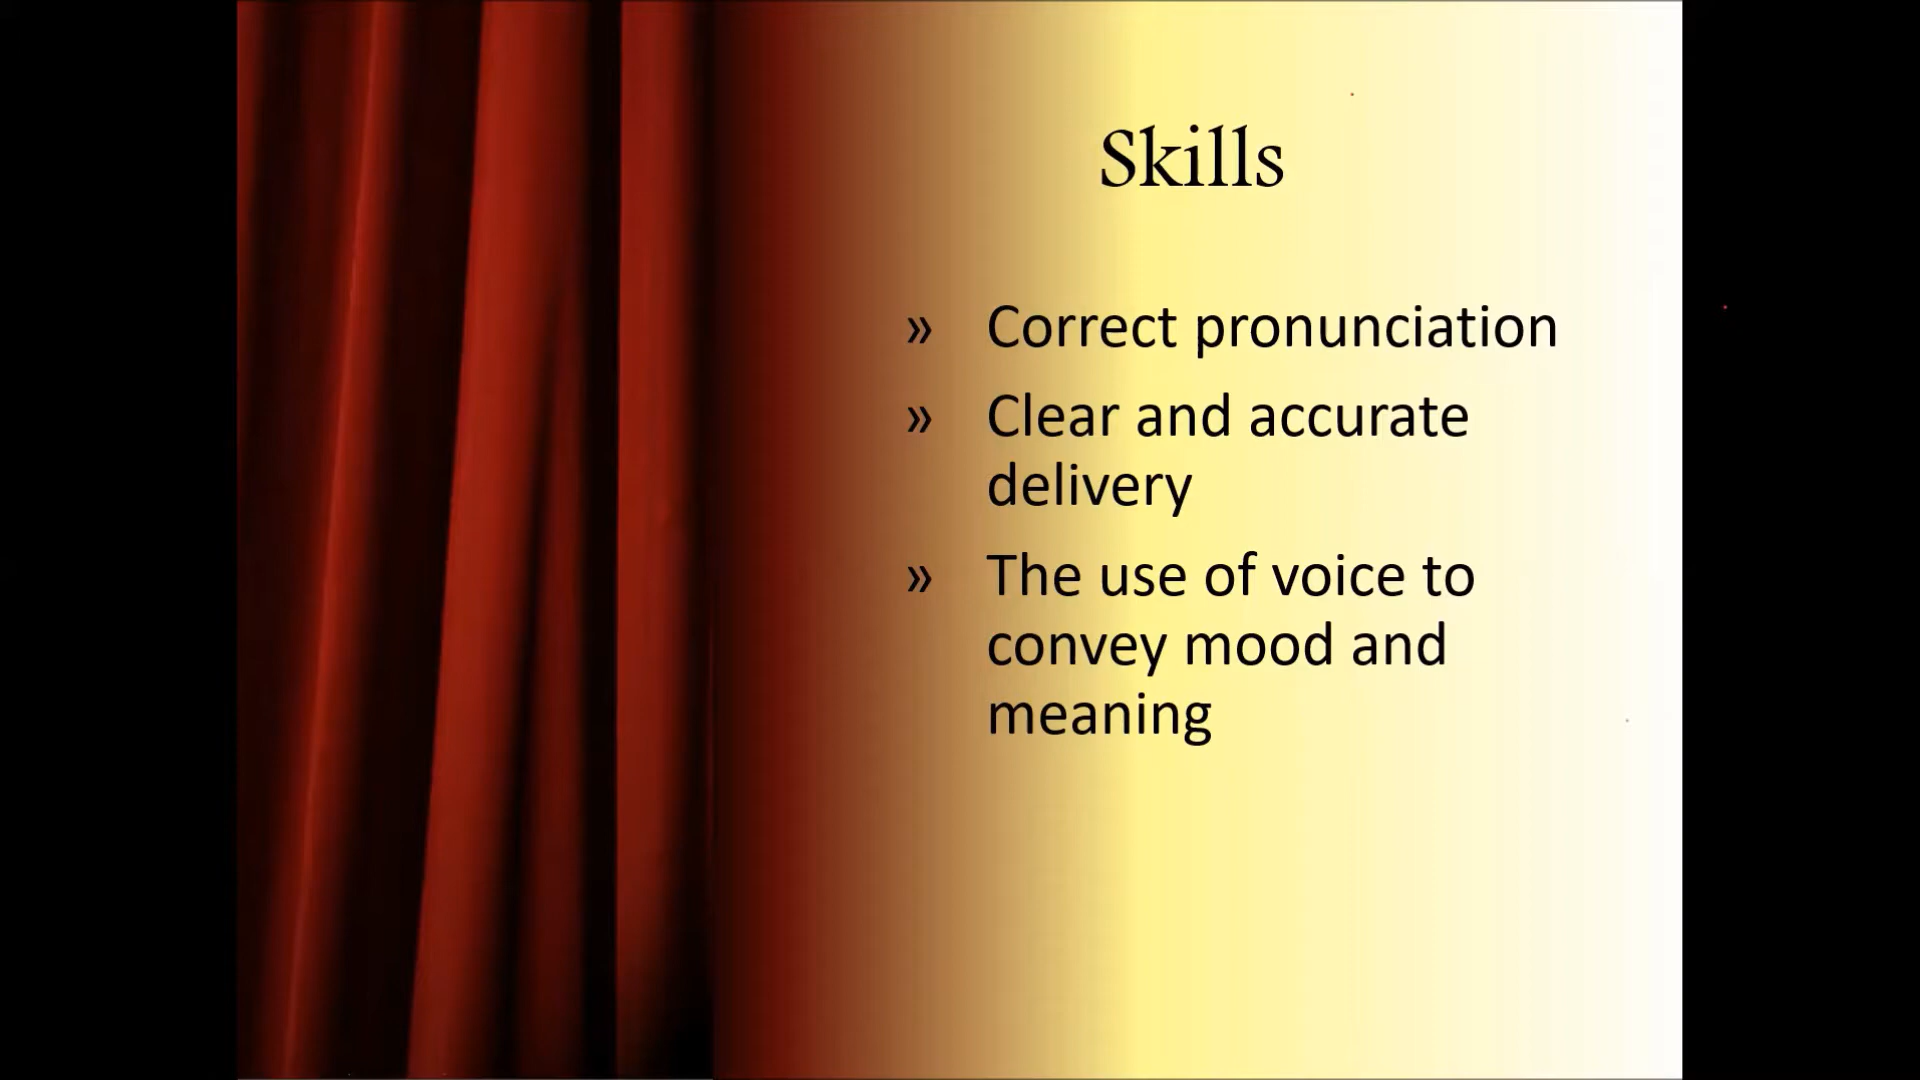 Skills
» Correct pronunciation
» Clear and accurate
delivery
» The use of voice to
convey mood and
meaning